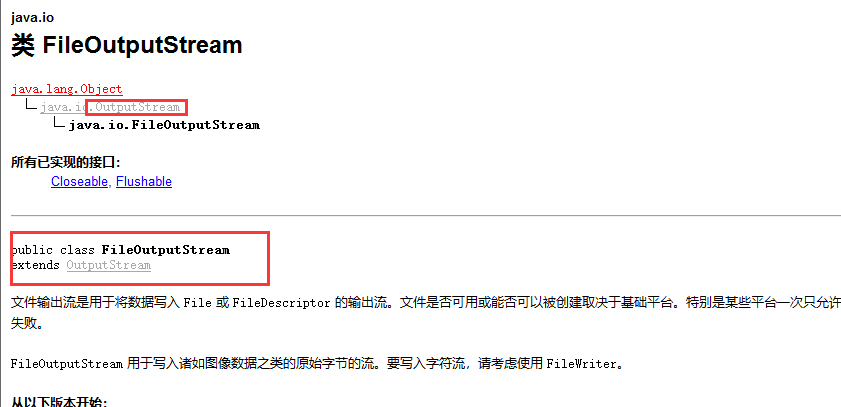 java.io
类 FileOutputStream
java.lang.Object
java.io.OutputStream
java.io.FileOutputStream
所有已实现的接口：
Closeable, Flushable
public class FileOutputStream
extends OutputStream
文件输出流是用于将数据写入 File 或 FileDescriptor 的输出流。文件是否可用或能否可以被创建取决于基础平台。特别是某些平台一次只允许
失败。
FileOutputStream 用于写入诸如图像数据之类的原始字节的流。要写入字符流，请考虑使用 FileWriter。
从以下版本开始：